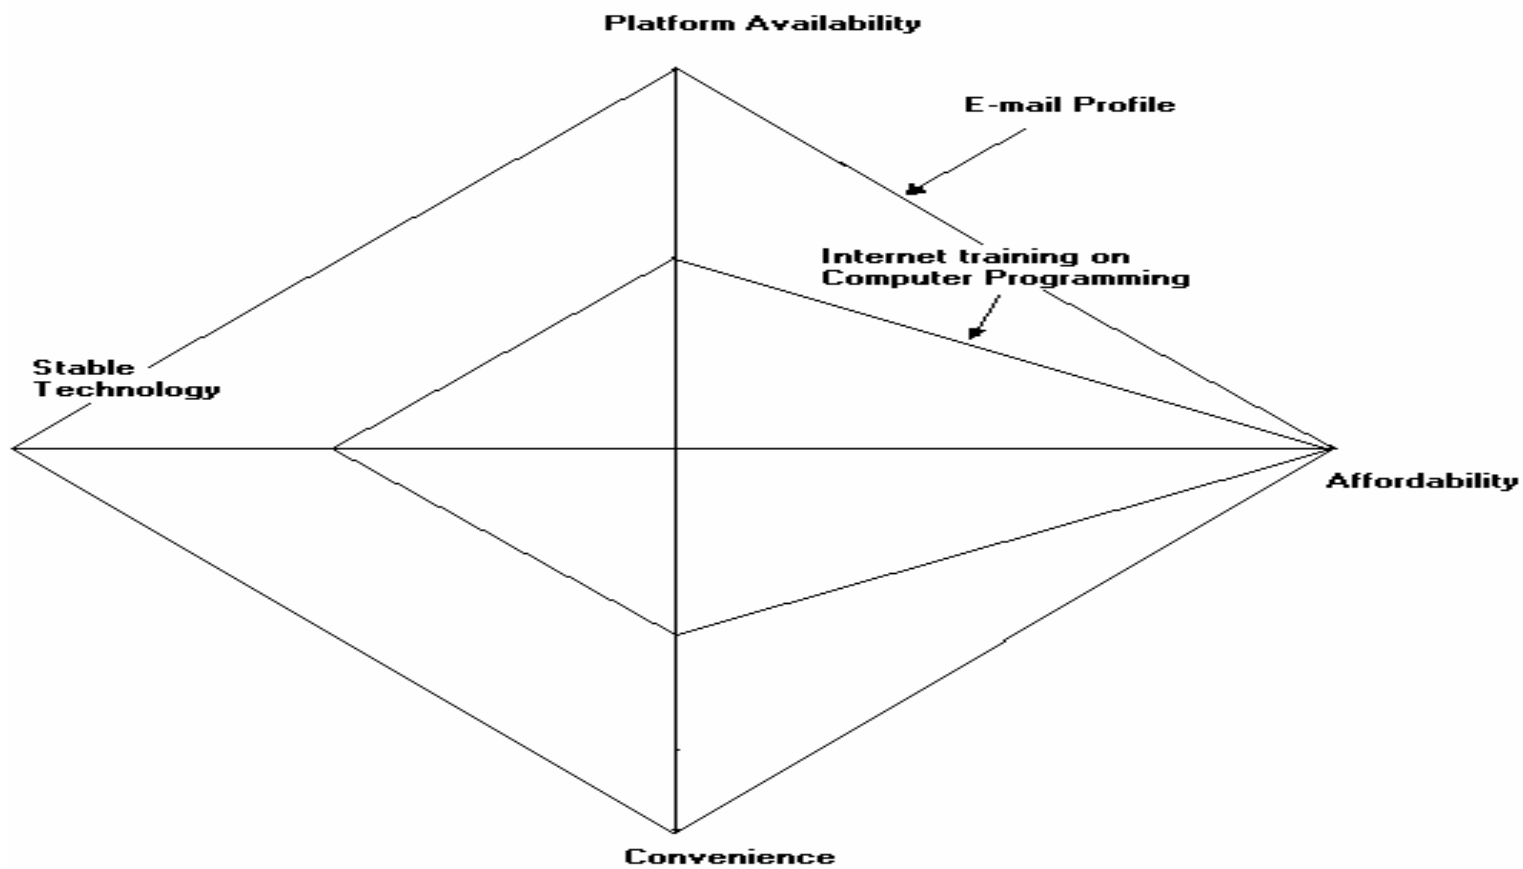 Platform Availability
E-mail Profile
Internet training on
Computer Programming
Stable
Technology
Affordability
Convenience